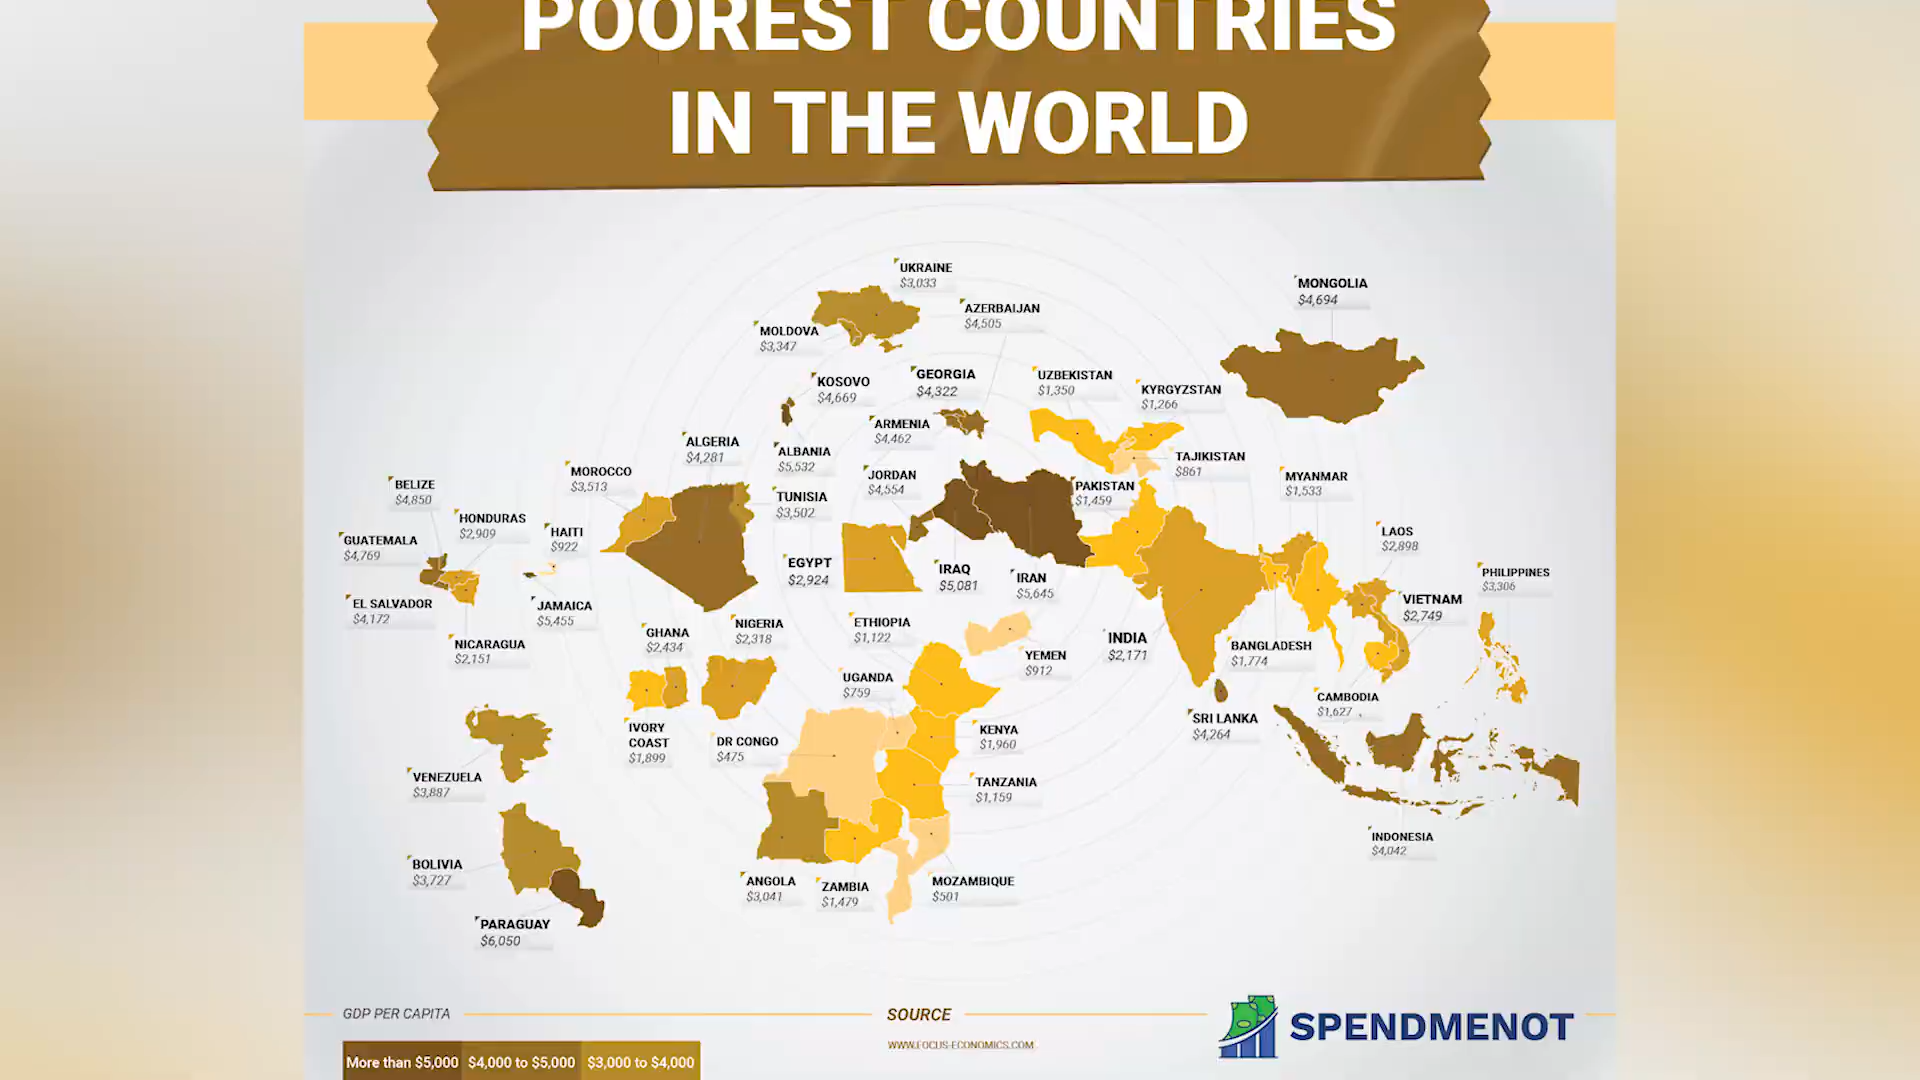 POOREST COUNTRIES
IN THE WORLD
UKRAINE
$3,033
MONGOLIA
$4,694
AZERBAIJAN
$4,505
MOLDOVA
$3,347
KOSOVO
$4,669
GEORGIA
$4,322
UZBEKISTAN
$1,350
KYRGYZSTAN
$1,266
ARMENIA
$4,462
ALGERIA
$4,281
ALBANIA
$5,532
TAJIKISTAN
$861
MOROCCO
$3,513
JORDAN
$4,554
PAKISTAN
$1,459
MYANMAR
$1,533
BELIZE
$4,850
TUNISIA
$3,502
HONDURAS
$2,909
HAITI
$922
LAOS
$2,898
GUATEMALA
$4,769
EGYPT
$2,924
IRAQ
$5,081
IRAN
$5,645
PHILIPPINES
$3,306
EL SALVADOR
$4,172
JAMAICA
$5,455
VIETNAM
$2,749
NICARAGUA
$2,151
GHANA
$2,434
NIGERIA
$2,318
ETHIOPIA
$1,122
YEMEN
$912
INDIA
$2,171
BANGLADESH
$1,774
UGANDA
$759
CAMBODIA
$1,627
IVORY
COAST
$1,899
DR CONGO
$475
KENYA
$1,960
SRI LANKA
$4,264
VENEZUELA
$3,887
TANZANIA
$1,159
INDONESIA
$4,042
BOLIVIA
$3,727
ANGOLA
$3,041
ZAMBIA
$1,479
MOZAMBIQUE
$501
PARAGUAY
$6,050
GDP PER CAPITA
SOURCE
SPENDMENOT
WWW.FOCUS-ECONOMICS.COM
More than $5,000 $4,000 to $5,000 $3,000 to $4,000